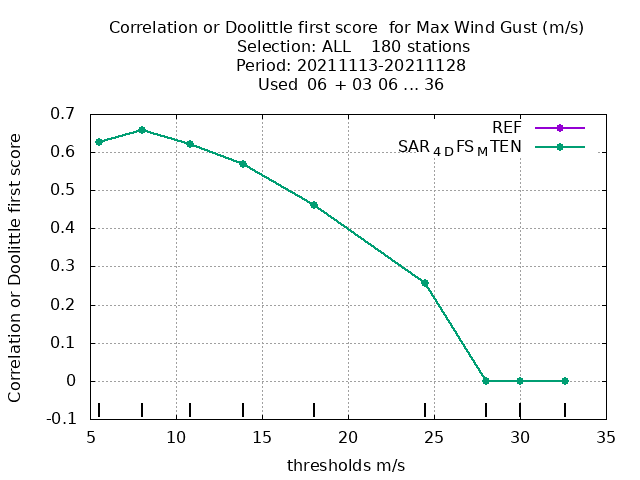 Correlation or Doolittle first score  for Max Wind Gust (m/s)
Selection: ALL    180 stations
Period: 20211113-20211128
Used  06 + 03 06 ... 36
REF
SAR4DFSMTEN
Correlation or Doolittle first score
0.7
0.6
0.5
0.4
0.3
0.2
0.1
0
-0.1
5 10 15 20 25 30 35
thresholds m/s